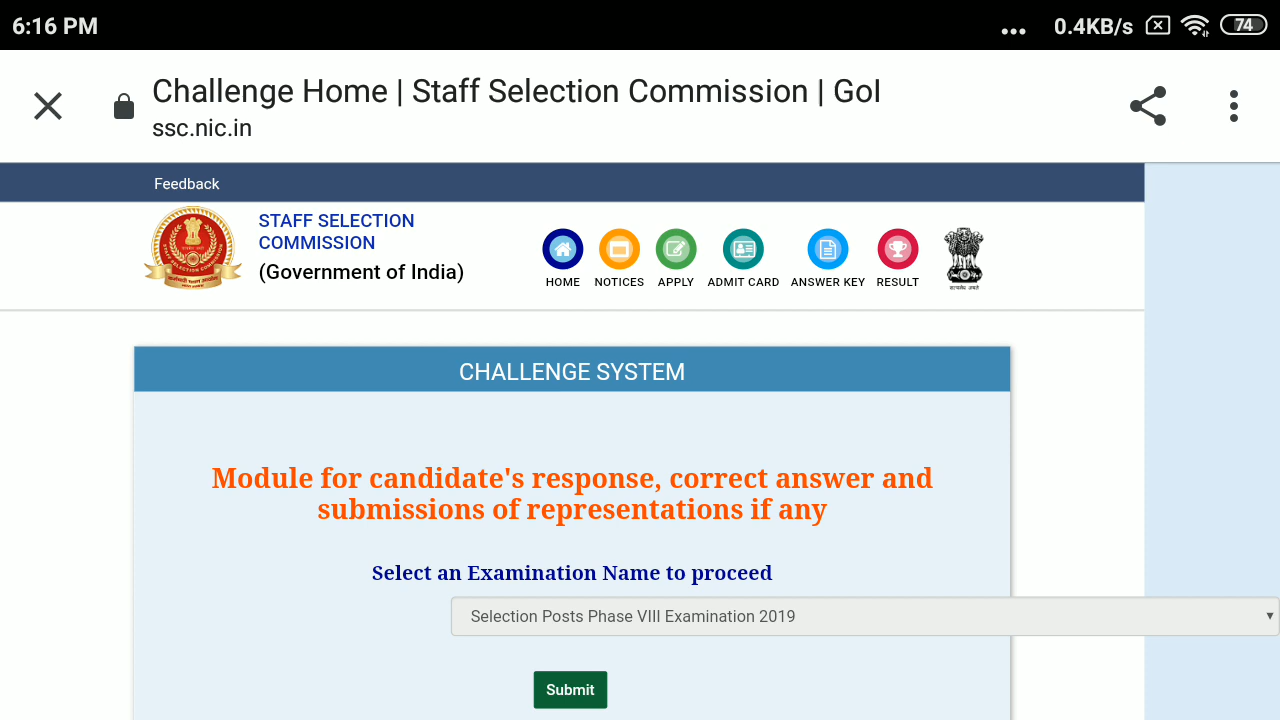 6:16 PM
0.4KB/s
74
Challenge Home | Staff Selection Commission | GoI
ssc.nic.in
Feedback
STAFF SELECTION
COMMISSION
(Government of India)
HOME
NOTICES
APPLY
ADMIT CARD
ANSWER KEY
RESULT
सत्यमेव जयते
CHALLENGE SYSTEM
Module for candidate's response, correct answer and
submissions of representations if any
Select an Examination Name to proceed
Selection Posts Phase VIII Examination 2019
Submit